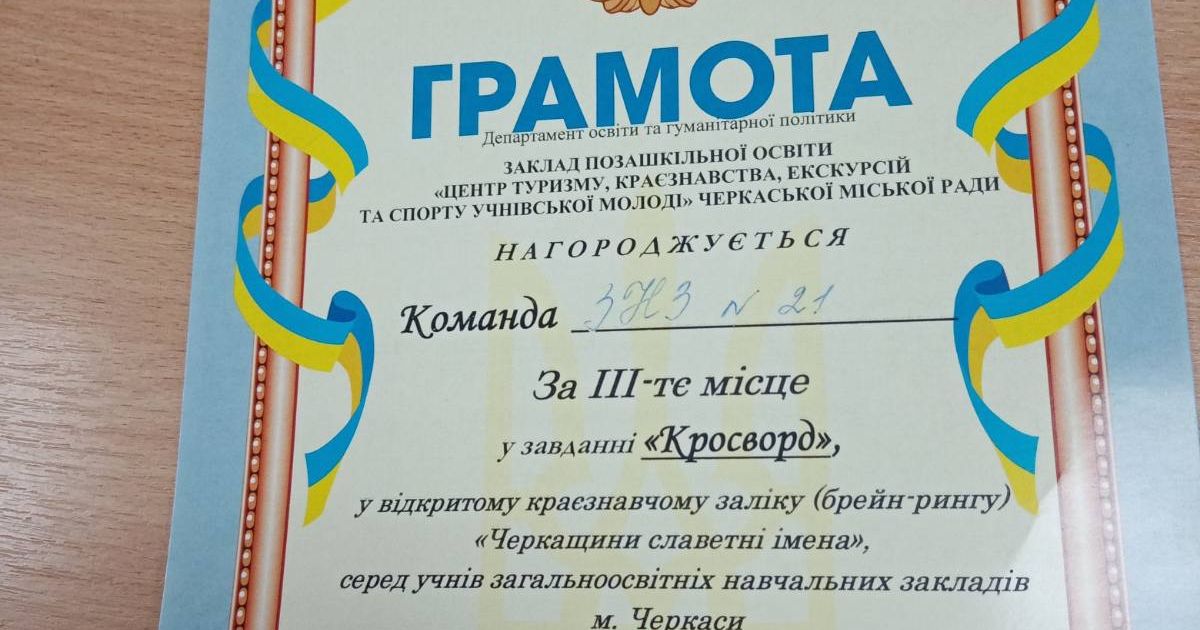 ГРАМОТА
Департамент освіти та гуманітарної політики
ЗАКЛАД ПОЗАШКІЛЬНОЇ ОСВІТИ
«ЦЕНТР ТУРИЗМУ, КРАЄЗНАВСТВА, ЕКСКУРСІЙ
ТА СПОРТУ УЧНІВСЬКОЇ МОЛОДІ» ЧЕРКАСЬКОЇ МІСЬКОЇ РАДИ
НАГОРОДЖУЄТЬСЯ
Команда ЗНЗ № 21
За ІІІ-тє місце
у завданні «Кросворд»,
у відкритому краєзнавчому заліку (брейн-рингу)
«Черкащини славетні імена»,
серед учнів загальноосвітніх навчальних закладів
м. Черкаси